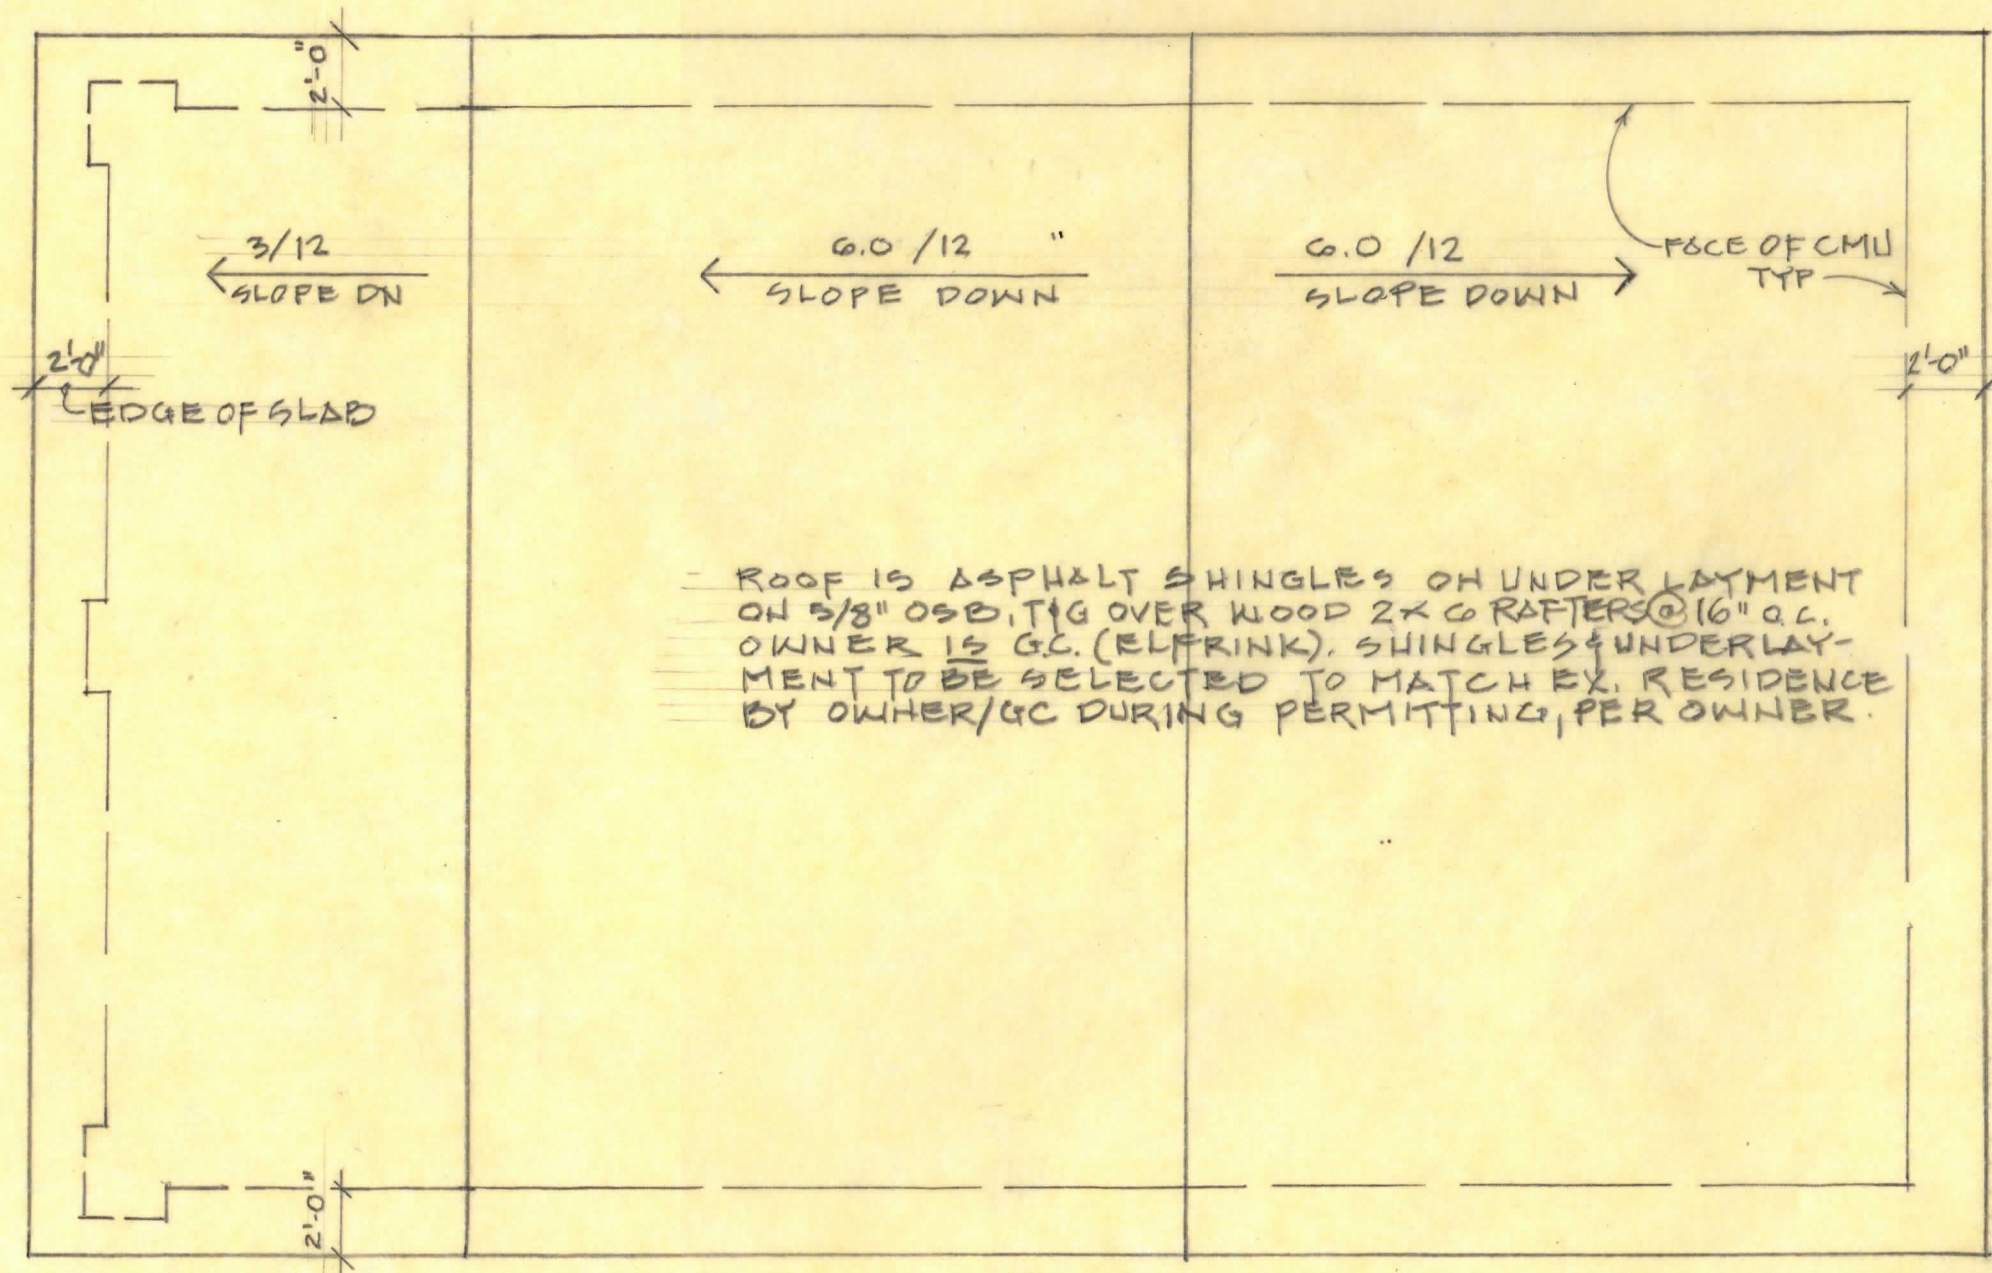 2'-0"
3/12
SLOPE DN
6.0 /12 "
SLOPE DOWN
6.0 /12
SLOPE DOWN
FACE OF CMU
TYP
2'-0"
EDGE OF SLAB
2'-0"
ROOF IS ASPHALT SHINGLES ON UNDERLAYMENT
ON 5/8" OSB, T&G OVER WOOD 2X6 RAFTERS @ 16" O.C.
OWNER IS G.C. (ELFRINK). SHINGLES & UNDERLAY-
MENT TO BE SELECTED TO MATCH EX. RESIDENCE
BY OWNER/GC DURING PERMITTING, PER OWNER.
2'-0"